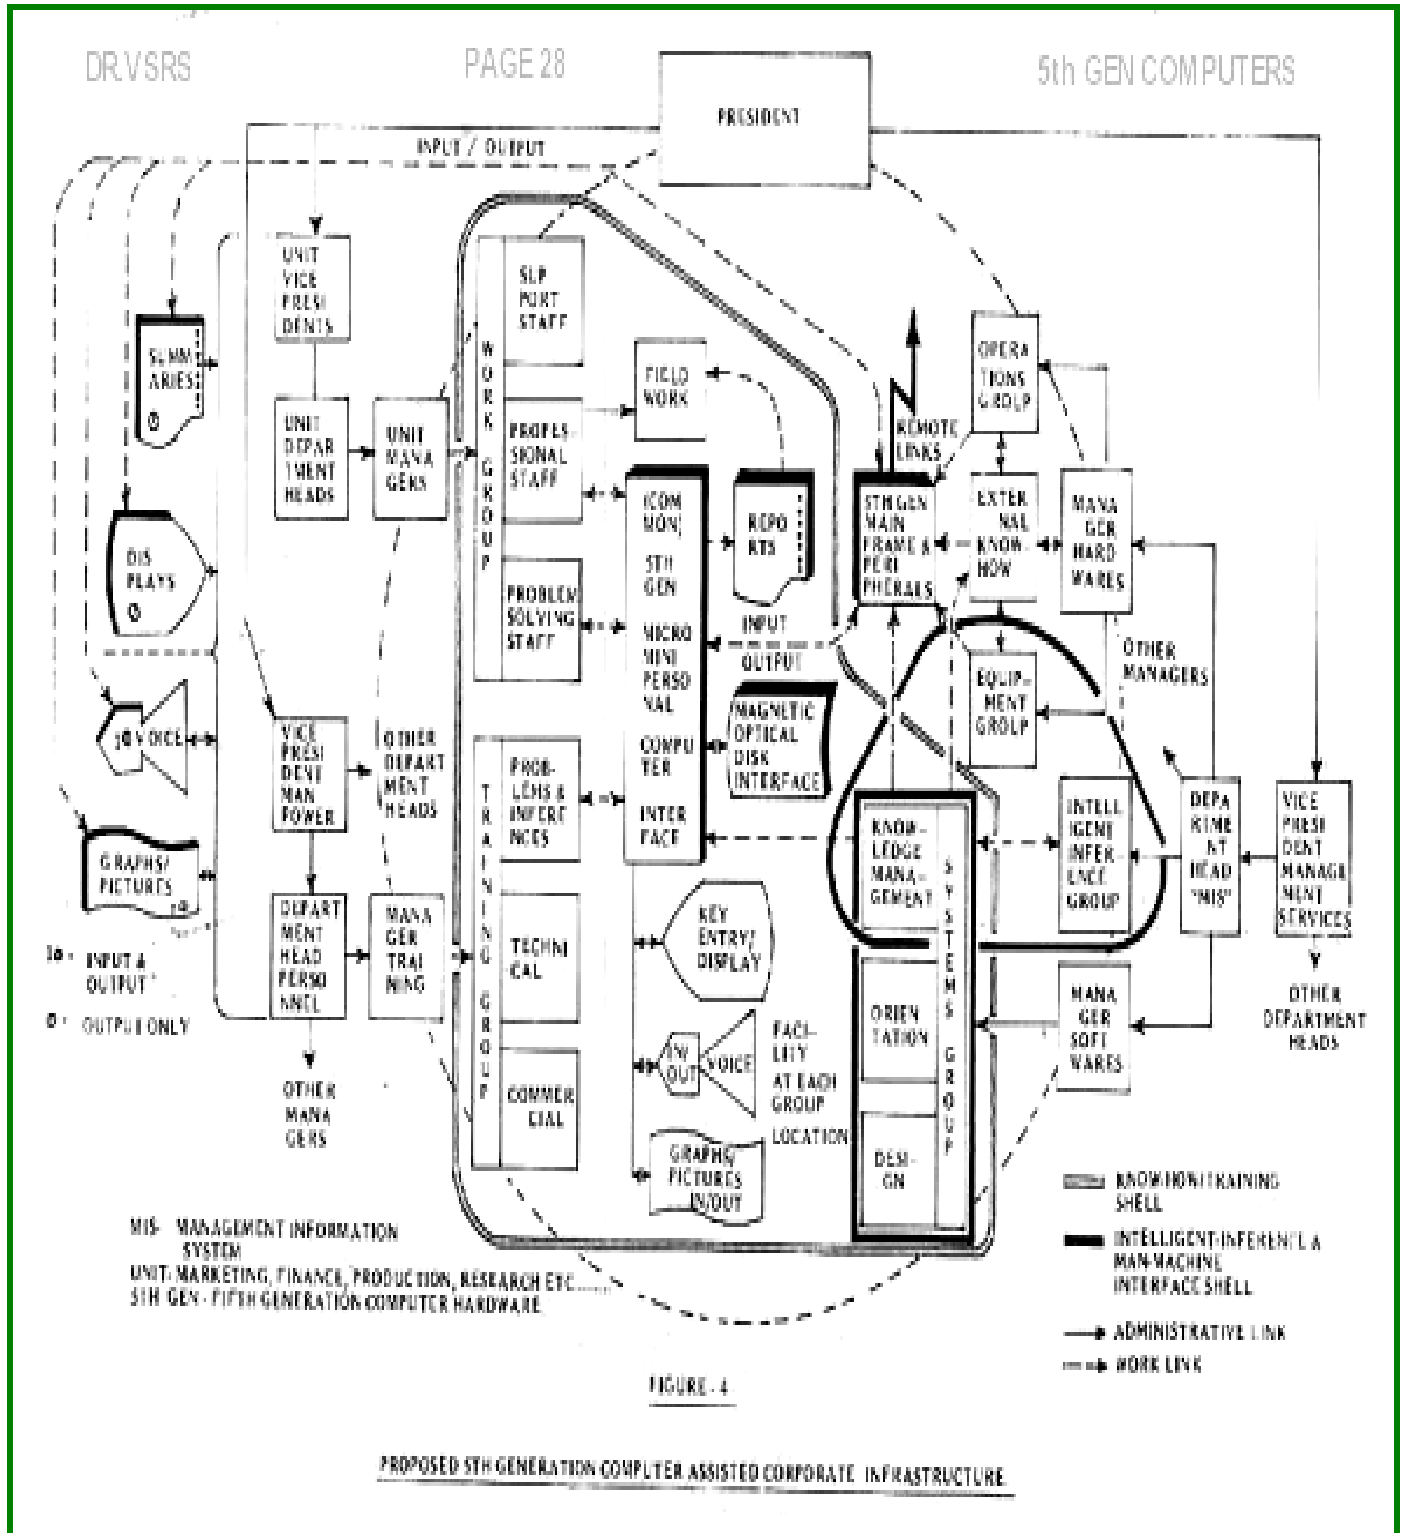 DR.VSRS
PAGE 28
5th GEN COMPUTERS
PRESIDENT
INPUT / OUTPUT
UNIT
VICE
PRESI
DENTS
SUMM
ARIES
O
UNIT
DEPAR
TMENT
HEADS
UNIT
MANA
GERS
DIS
PLAYS
O
IO VOICE
GRAPHS/
PICTURES
IO
IO - INPUT &
OUTPUT
O - OUTPUT ONLY
VICE
PRESI
DENT
MAN
POWER
OTHER
DEPART
MENT
HEADS
DEPART
MENT
HEAD
PERSO
NNEL
MANA
GER
TRAI
NING
OTHER
MANA
GERS
WORK GROUP
SUP
PORT
STAFF
PROFES-
SIONAL
STAFF
PROBLEM
SOLVING
STAFF
TRAINING GROUP
PROB-
LEMS &
INFERE
NCES
TECHNI
CAL
COMMER
CIAL
FIELD
WORK
(COM
MON)
5TH
GEN
MICRO
MINI
PERSO
NAL
COMPU
TER
INTER
FACE
REPO
RTS
INPUT
OUTPUT
MAGNETIC
OPTICAL
DISK
INTERFACE
KEY
ENTRY/
DISPLAY
IN/
OUT
VOICE
GRAPHS/
PICTURES
IN/OUT
FACI-
LITY
AT EACH
GROUP
LOCATION
REMOTE
LINKS
5TH GEN
MAIN
FRAME &
PERI
PHERALS
OPERA
TIONS
GROUP
EXTER
NAL
KNOW-
HOW
MANA
GER
HARD
WARES
EQUIP-
MENT
GROUP
OTHER
MANAGERS
KNOW-
LEDGE
MANA-
GEMENT
ORIEN
TATION
DESI-
GN
SYSTEMS GROUP
INTELL
IGENT
INFER-
ENCE
GROUP
DEPA
RTME
NT
HEAD
"MIS"
VICE
PRESI
DENT
MANAGE
MENT
SERVICES
OTHER
DEPARTMENT
HEADS
MANA
GER
SOFT
WARES
MIS- MANAGEMENT INFORMATION
SYSTEM
UNIT: MARKETING, FINANCE, PRODUCTION, RESEARCH ETC......
5TH GEN - FIFTH GENERATION COMPUTER HARDWARE
KNOWHOW/TRAINING
SHELL
INTELLIGENT-INFERENCE &
MAN-MACHINE
INTERFACE SHELL
ADMINISTRATIVE LINK
WORK LINK
FIGURE - 4
PROPOSED 5TH GENERATION COMPUTER ASSISTED CORPORATE INFRASTRUCTURE